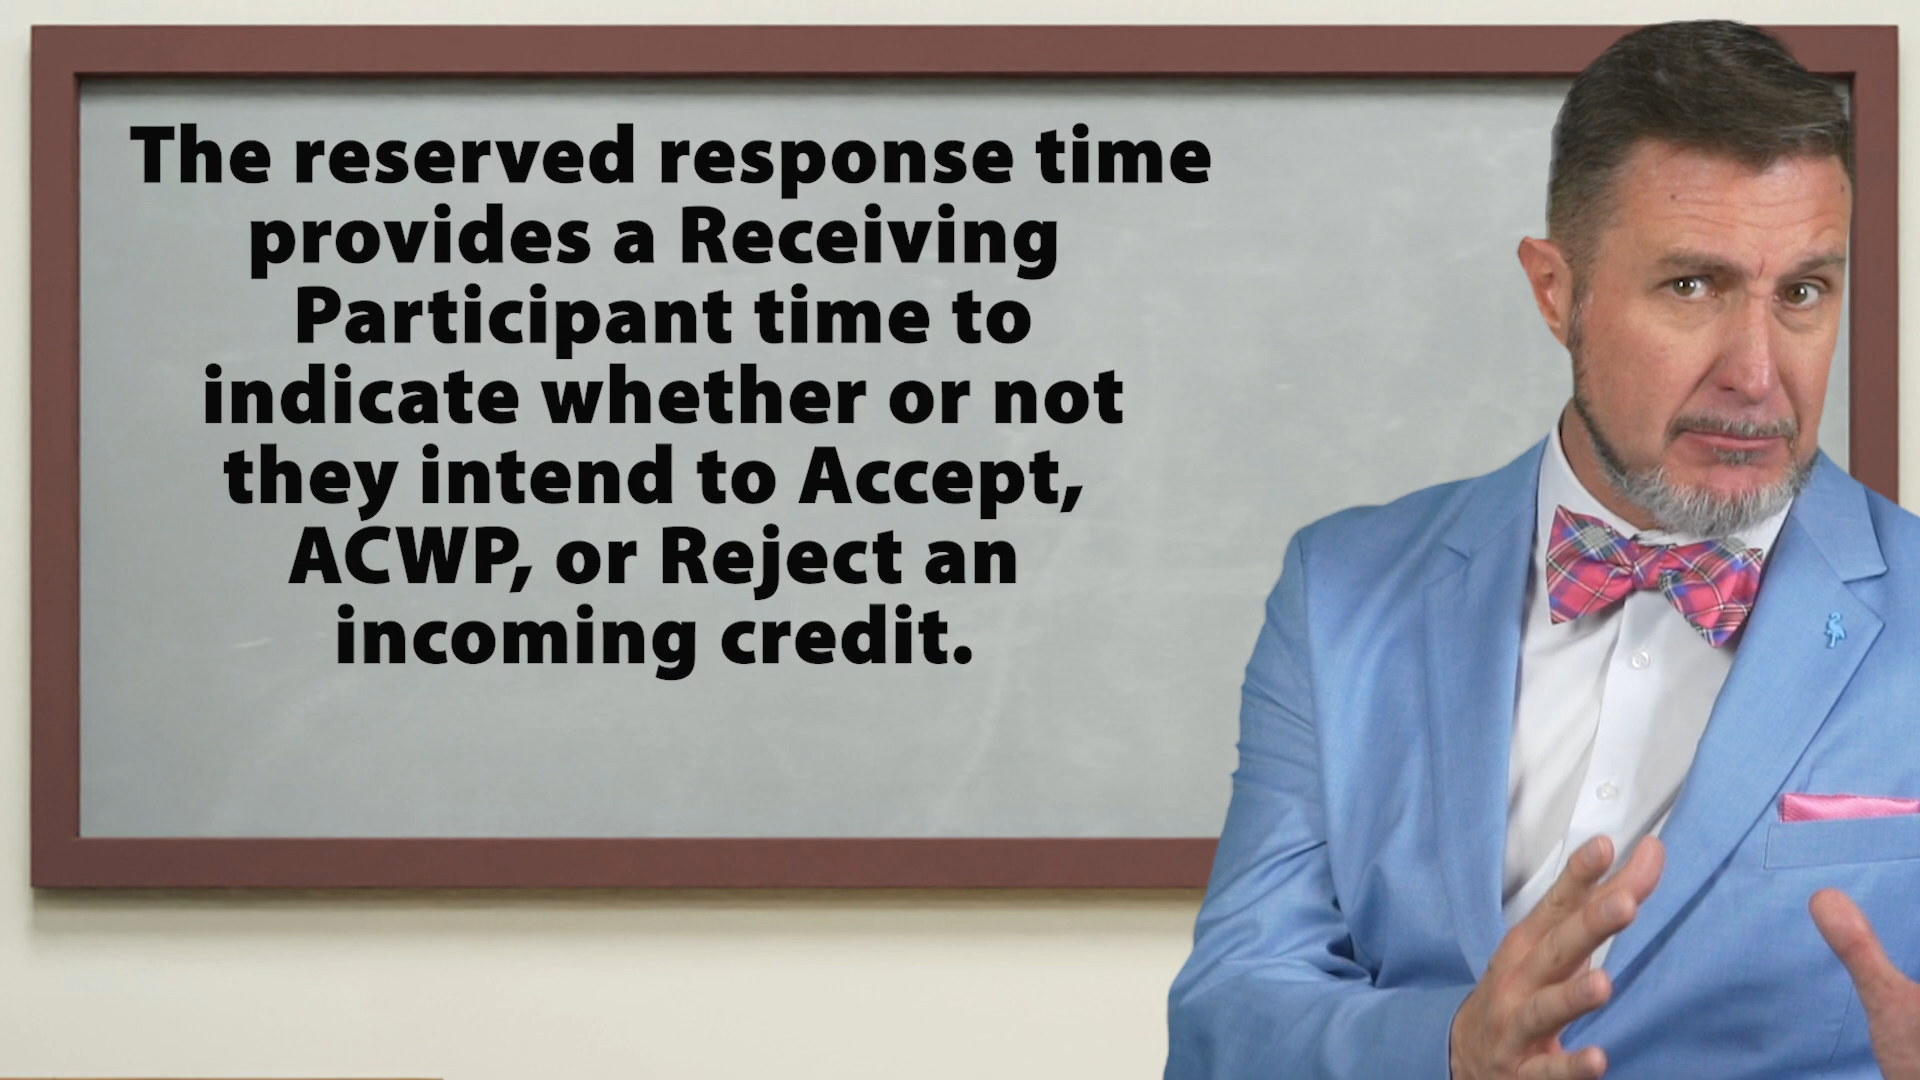 The reserved response time
provides a Receiving
Participant time to
indicate whether or not
they intend to Accept,
ACWP, or Reject an
incoming credit.